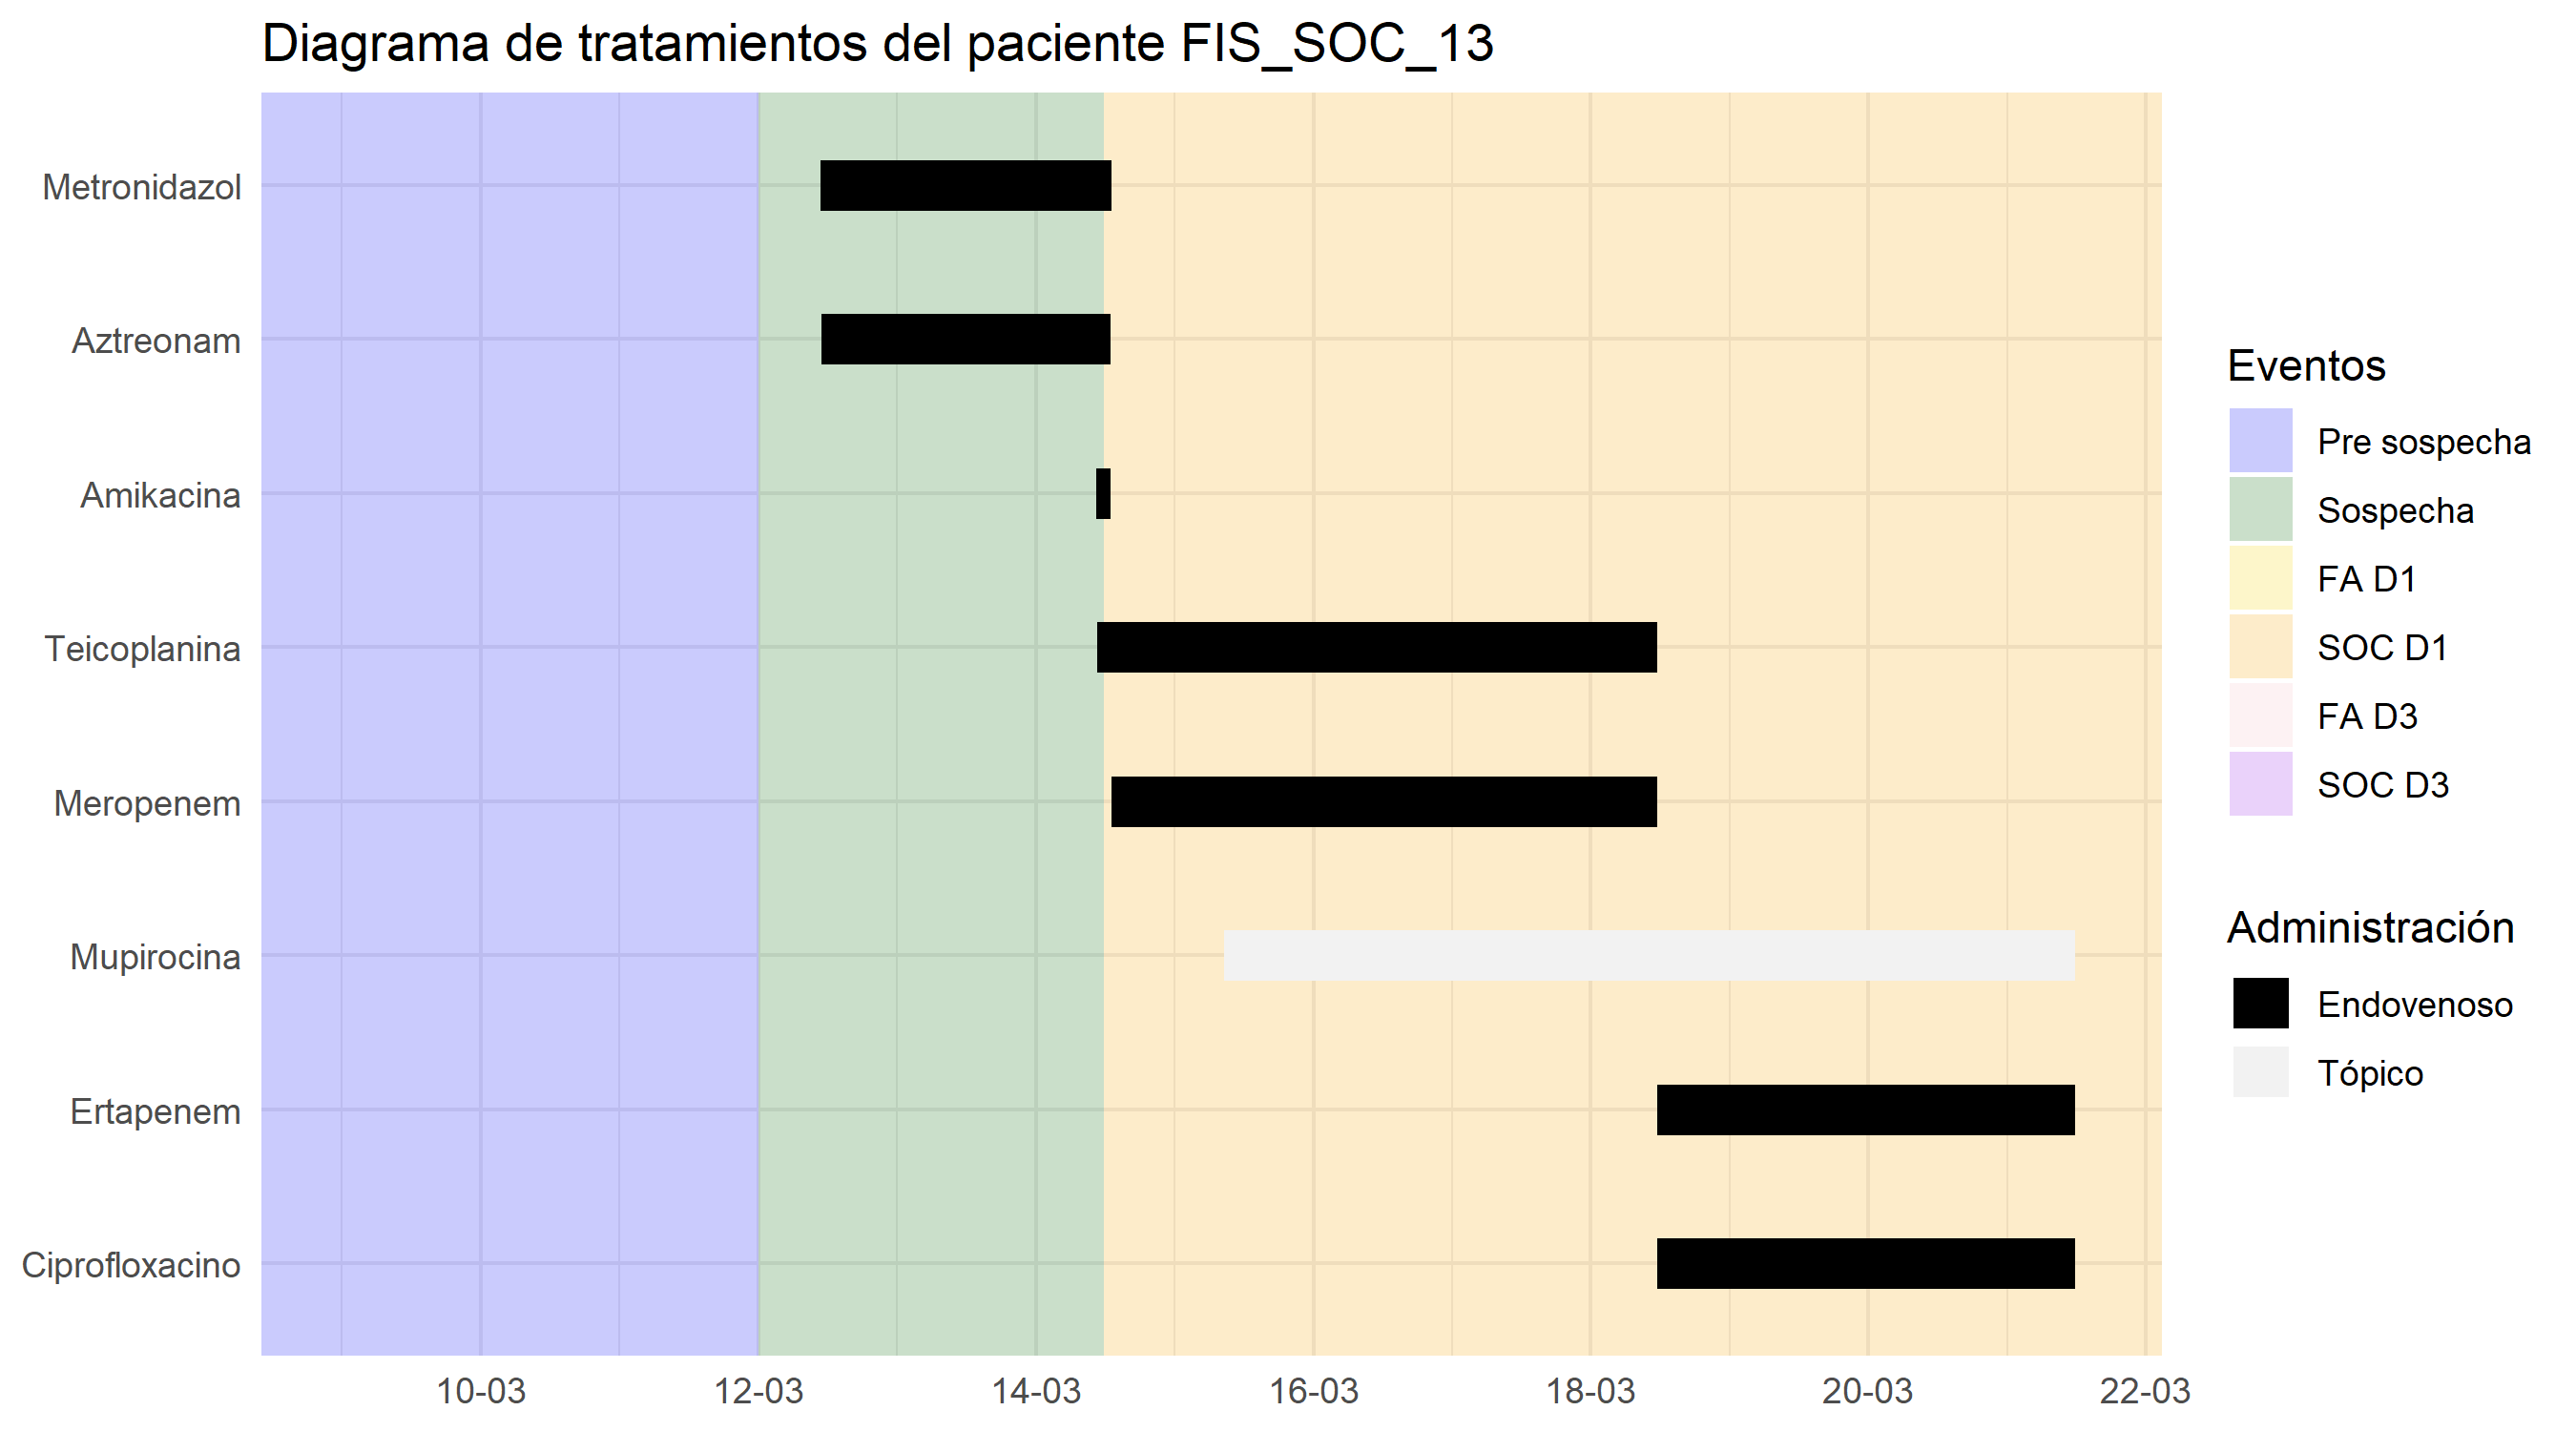 Diagrama de tratamientos del paciente FIS_SOC_13
Metronidazol
Aztreonam
Amikacina
Teicoplanina
Meropenem
Mupirocina
Ertapenem
Ciprofloxacino
10-03
12-03
14-03
16-03
18-03
20-03
22-03
Eventos
Pre sospecha
Sospecha
FA D1
SOC D1
FA D3
SOC D3
Administración
Endovenoso
Tópico